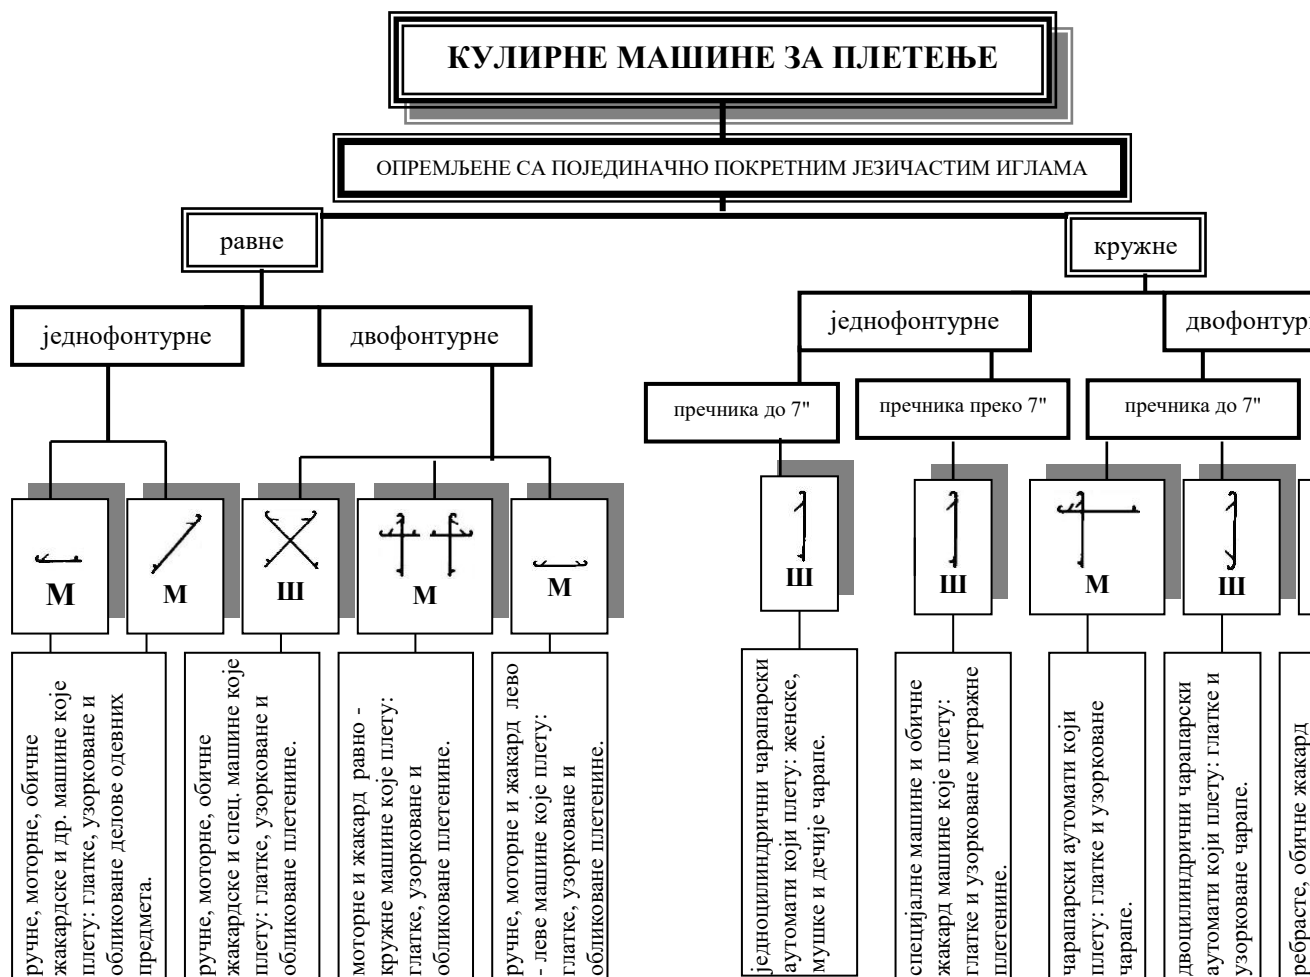 КУЛИРНЕ МАШИНЕ ЗА ПЛЕТЕЊЕ
ОПРЕМЉЕНЕ СА ПОЈЕДИНАЧНО ПОКРЕТНИМ ЈЕЗИЧАСТИМ ИГЛАМА
равне
кружне
једнофонтурне
двофонтурне
једнофонтурне
пречника до 7"
пречника преко 7"
пречника до 7"
М
М
Ш
М
М
Ш
Ш
М
Ш
ручне, моторне, обичне
жакардске и др. машине које
плету: глатке, узорковане и
обликоване делове одевних
предмета.
ручне, моторне, обичне
жакардске и спец. машине које
плету: глатке, узорковане и
обликоване плетенине.
моторне и жакард равно -
кружне машине које плету:
глатке, узорковане и
обликоване плетенине.
ручне, моторне и жакард лево
- леве машине које плету:
глатке, узорковане и
обликоване плетенине.
једноцилиндрични чарапарски
аутомати који плету: женске,
мушке и дечије чарапе.
специјалне машине и обичне
жакард машине које плету:
глатке и узорковане метражне
плетенине.
чарапарски аутомати који
плету: глатке и узорковане
чарапе.
двоцилиндрични чарапарски
аутомати који плету: глатке и
узорковане чарапе.
ребрасте, обичне жакард